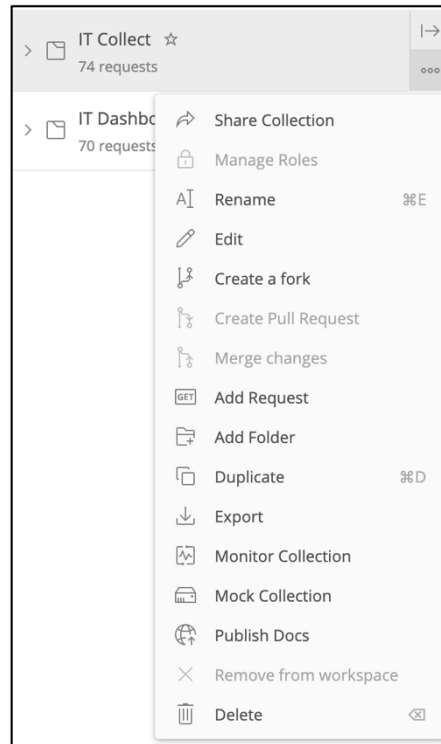 IT Collect
74 requests
IT Dashbo
70 requests
Share Collection
Manage Roles
Rename ⌘E
Edit
Create a fork
Create Pull Request
Merge changes
GET Add Request
Add Folder
Duplicate ⌘D
Export
Monitor Collection
Mock Collection
Publish Docs
Remove from workspace
Delete